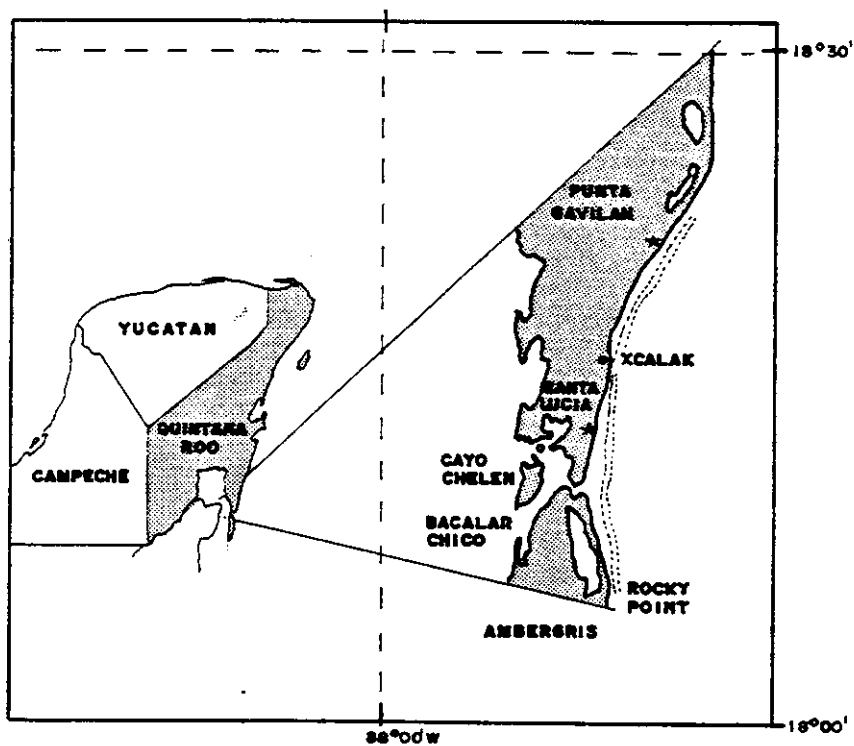 18°30'
PUNTA
GAVILAN
YUCATAN
XCALAK
SANTA
LUCIA
QUINTANA
ROO
CAMPECHE
CAYO
CHELEN
BACALAR
CHICO
ROCKY
POINT
AMBERGRIS
18°00'
88°00'W